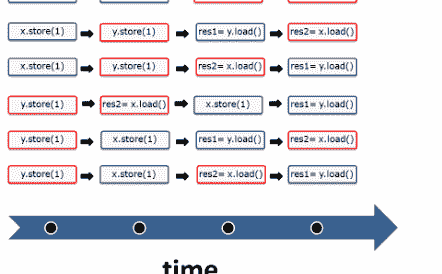 x.store(1) y.store(1) res1= y.load() res2= x.load()
x.store(1) y.store(1) res2= x.load() res1= y.load()
y.store(1) res2= x.load() x.store(1) res1= y.load()
y.store(1) x.store(1) res1= y.load() res2= x.load()
y.store(1) x.store(1) res2= x.load() res1= y.load()
time